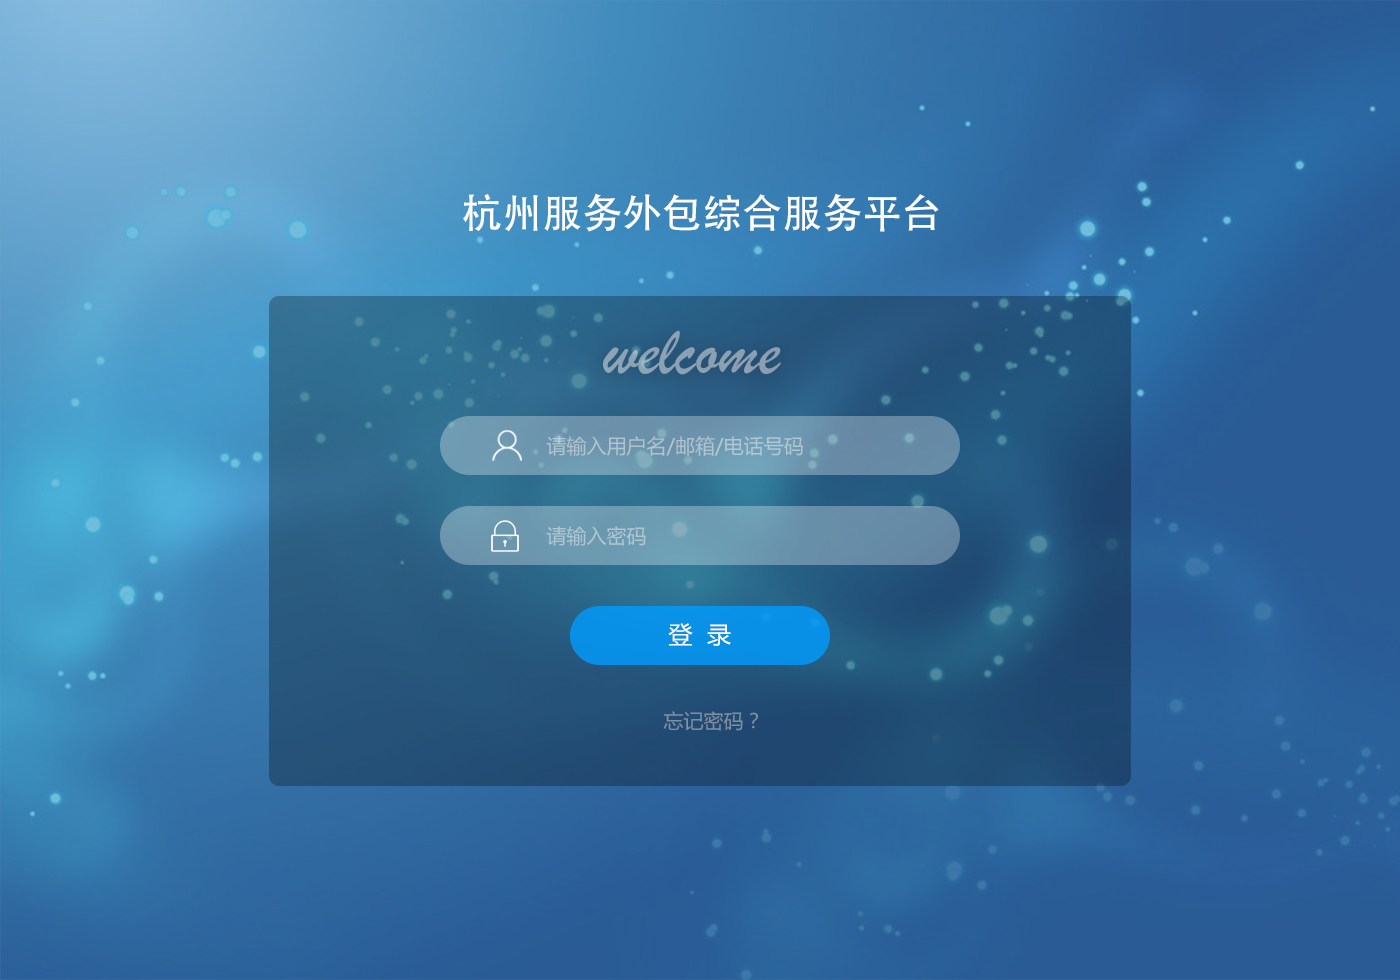 杭州服务外包综合服务平台
welcome
请输入用户名/邮箱/电话号码
请输入密码
登 录
忘记密码？